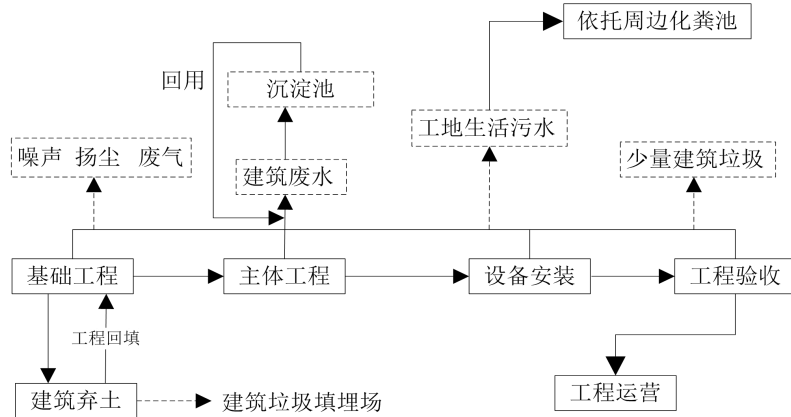 依托周边化粪池
回用
沉淀池
工地生活污水
噪声 扬尘 废气
建筑废水
少量建筑垃圾
基础工程
主体工程
设备安装
工程验收
工程回填
建筑弃土
建筑垃圾填埋场
工程运营